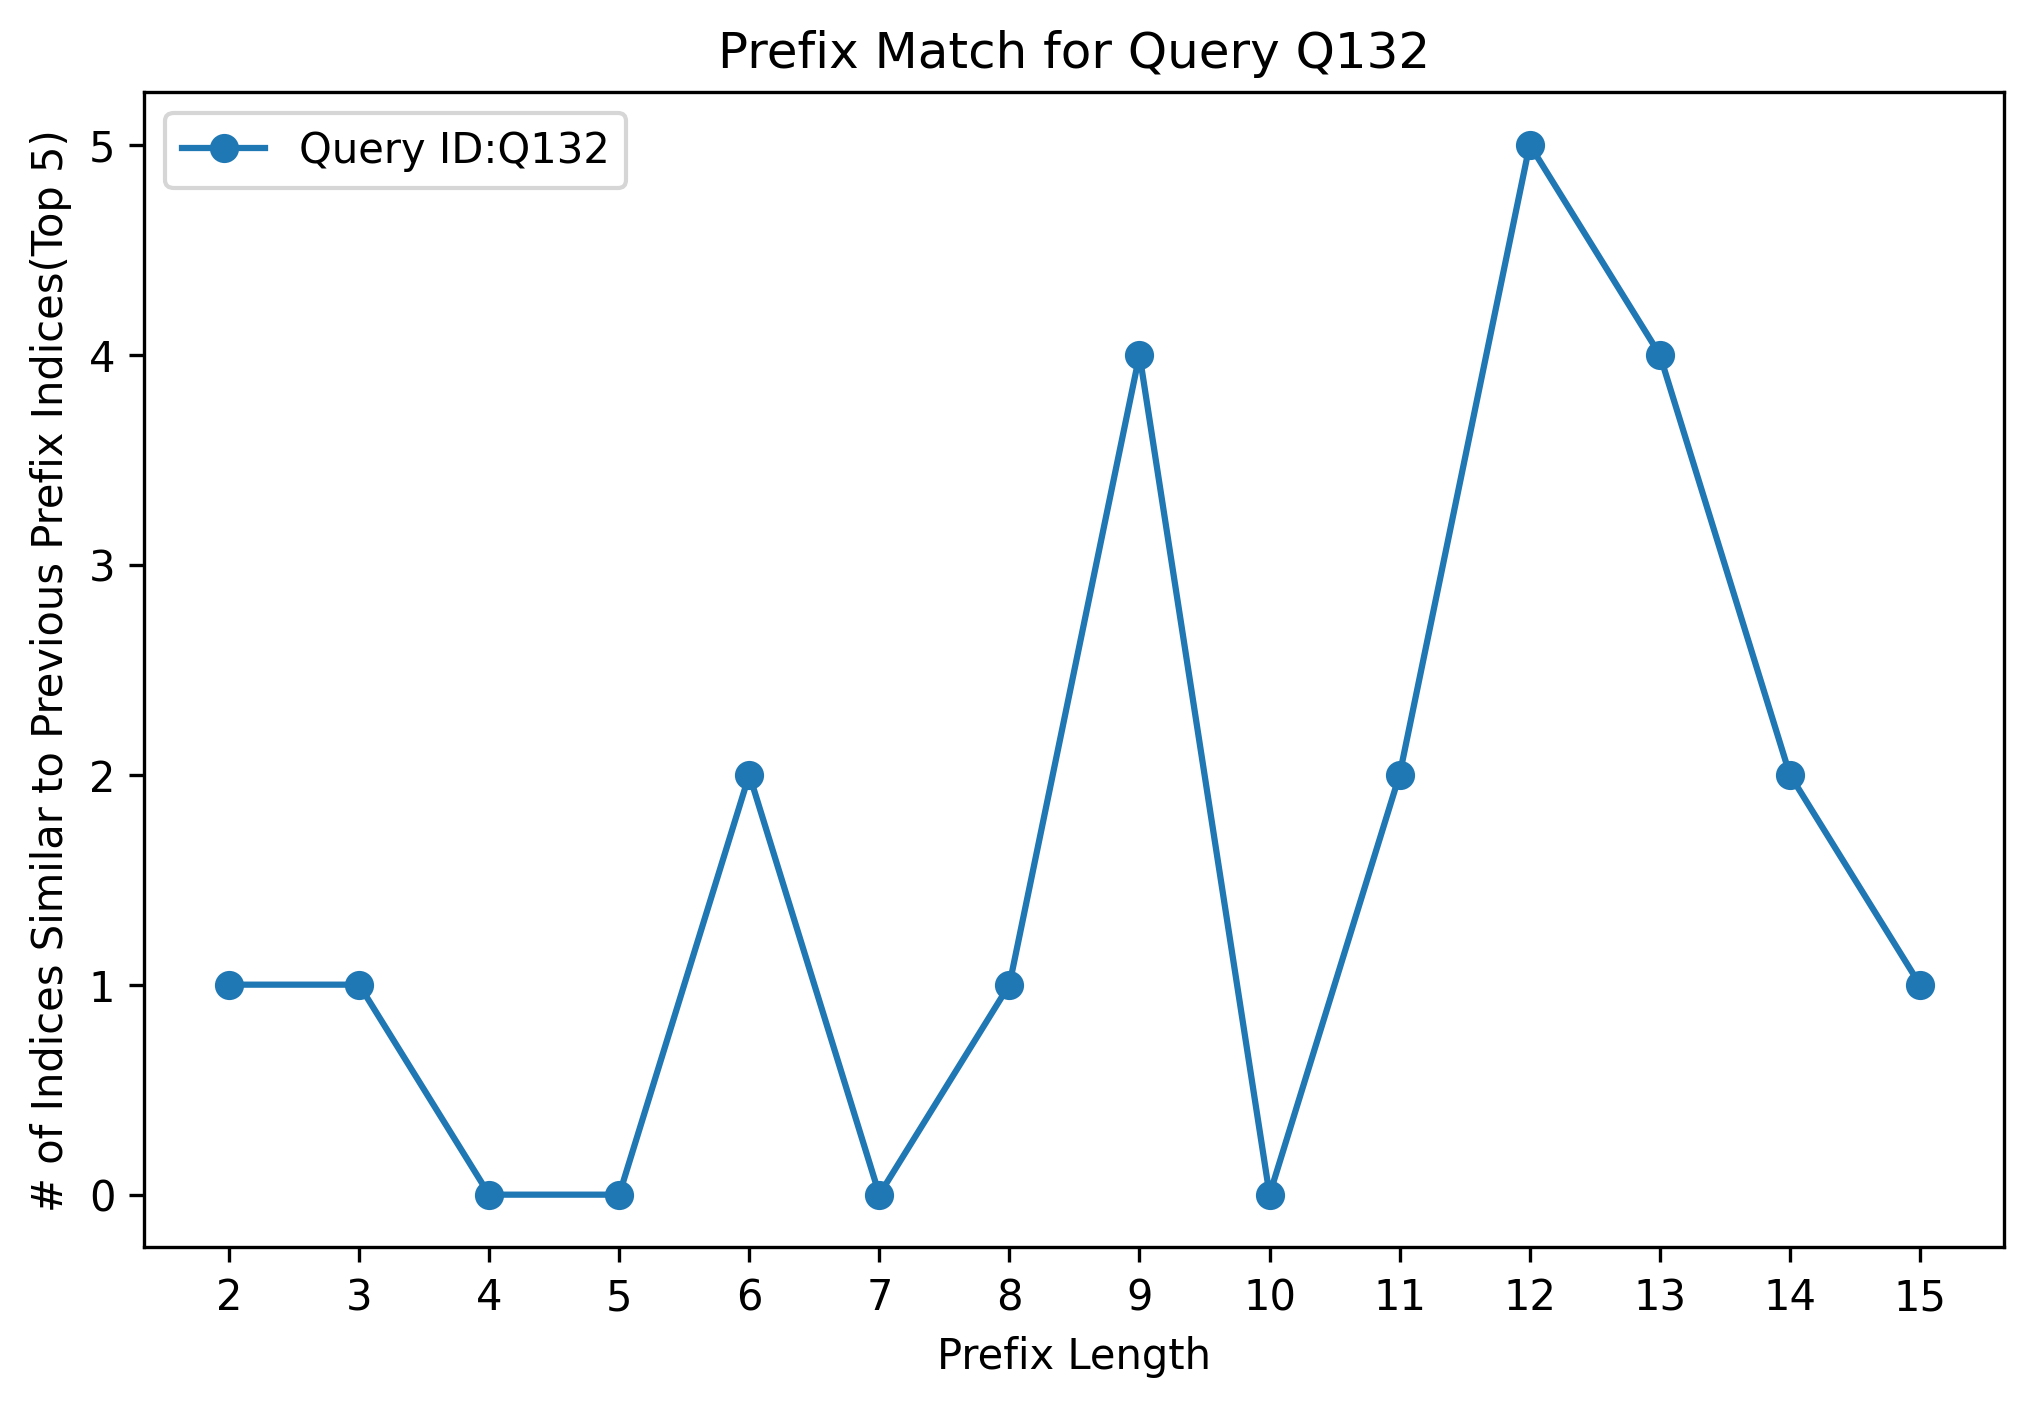 Prefix Match for Query Q132
Query ID:Q132
# of Indices Similar to Previous Prefix Indices(Top 5)
5
4
3
2
1
0
2 3 4 5 6 7 8 9 10 11 12 13 14 15
Prefix Length